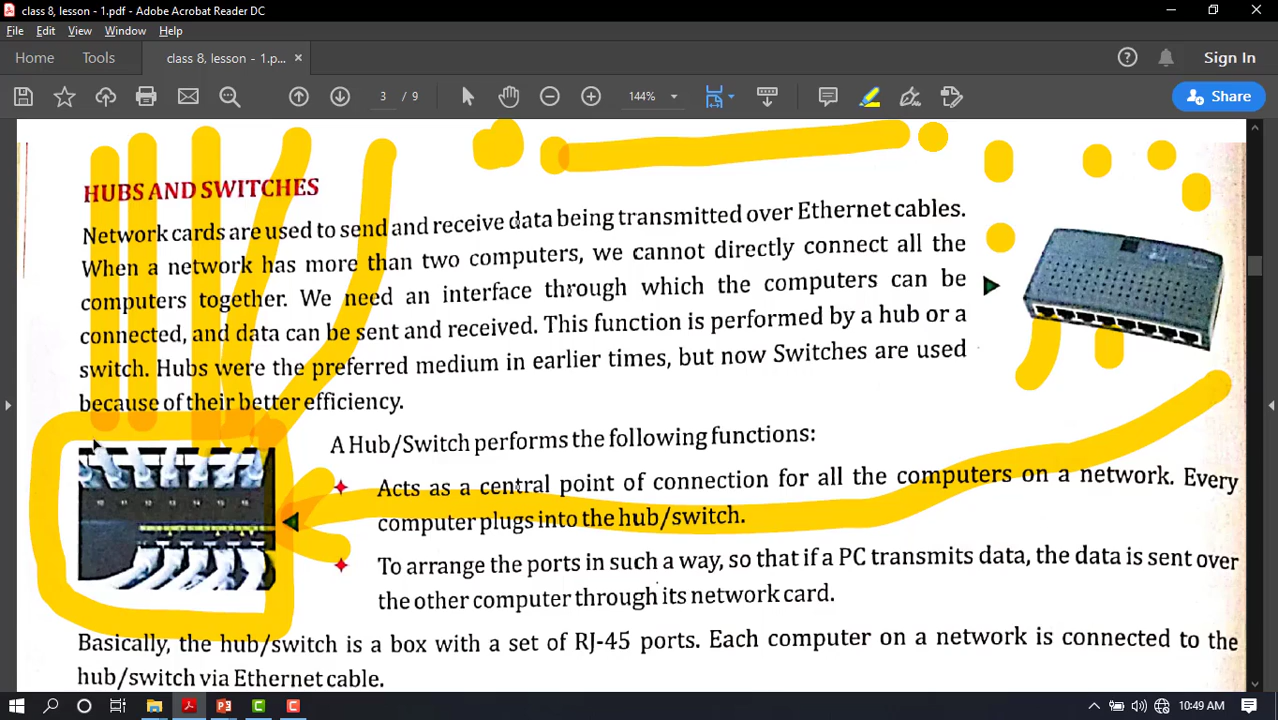 class 8, lesson - 1.pdf - Adobe Acrobat Reader DC
File Edit View Window Help
Home Tools class 8, lesson - 1.p... × Sign In
3 / 9 144% Share
HUBS AND SWITCHES
Network cards are used to send and receive data being transmitted over Ethernet cables.
When a network has more than two computers, we cannot directly connect all the
computers together. We need an interface through which the computers can be
connected, and data can be sent and received. This function is performed by a hub or a
switch. Hubs were the preferred medium in earlier times, but now Switches are used
because of their better efficiency.
A Hub/Switch performs the following functions:
Acts as a central point of connection for all the computers on a network. Every
computer plugs into the hub/switch.
To arrange the ports in such a way, so that if a PC transmits data, the data is sent over
the other computer through its network card.
Basically, the hub/switch is a box with a set of RJ-45 ports. Each computer on a network is connected to the
hub/switch via Ethernet cable.
10:49 AM